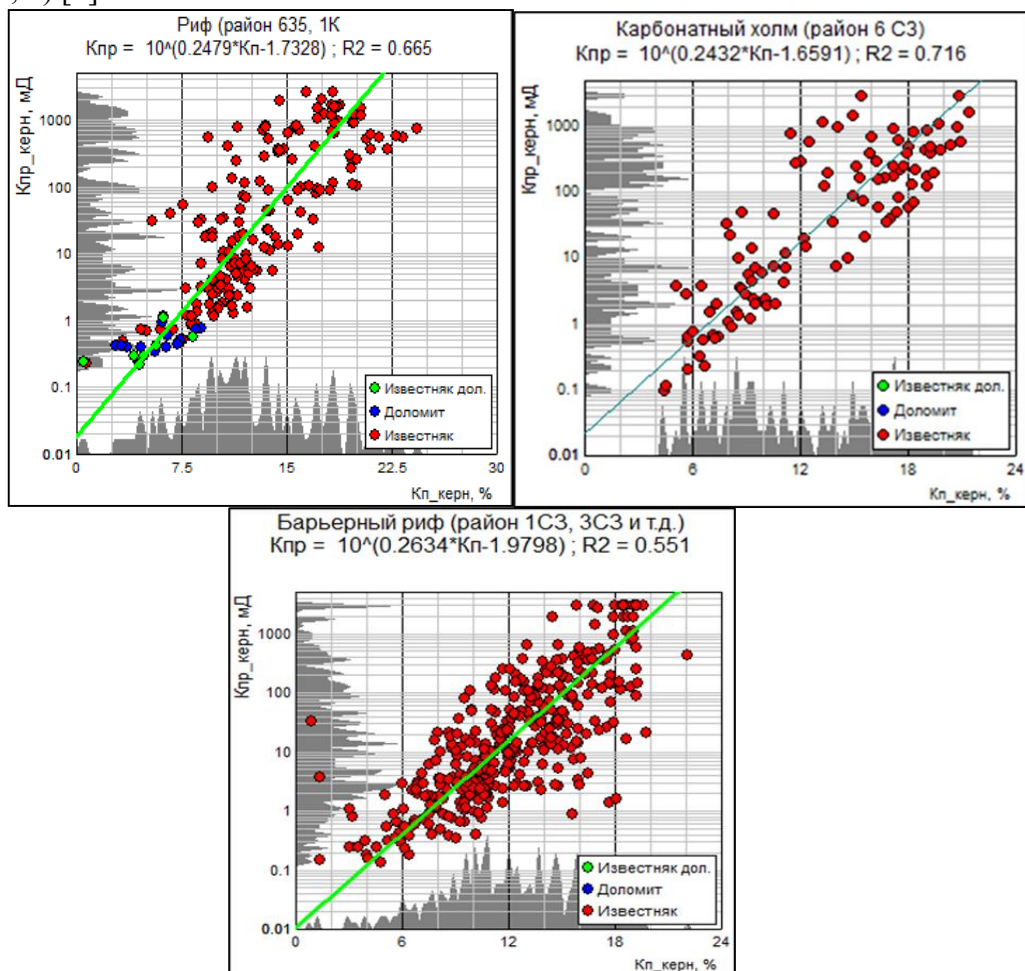 Риф (район 635, 1К
Кпр = 10^(0.2479*Кп-1.7328) ; R2 = 0.665
Кпр_керн, мД
1000
100
10
1
0.1
0.01
Известняк дол.
Доломит
Известняк
0 7.5 15 22.5 30
Кп_керн, %
Карбонатный холм (район 6 СЗ)
Кпр = 10^(0.2432*Кп-1.6591) ; R2 = 0.716
Кпр_керн, мД
1000
100
10
1
0.1
0.01
Известняк дол.
Доломит
Известняк
0 6 12 18 24
Кп_керн, %
Барьерный риф (район 1СЗ, 3СЗ и т.д.)
Кпр = 10^(0.2634*Кп-1.9798) ; R2 = 0.551
Кпр_керн, мД
1000
100
10
1
0.1
0.01
Известняк дол.
Доломит
Известняк
0 6 12 18 24
Кп_керн, %